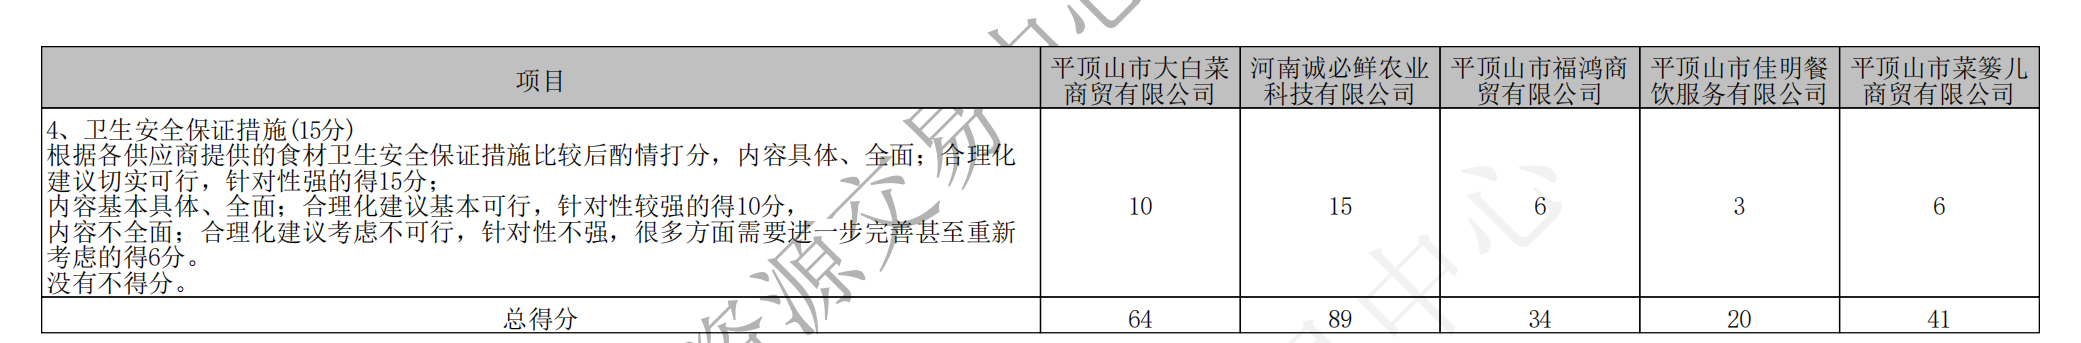 项目
平顶山市大白菜
商贸有限公司
河南诚必鲜农业
科技有限公司
平顶山市福鸿商
贸有限公司
平顶山市佳明餐
饮服务有限公司
平顶山市菜篓儿
商贸有限公司
4、卫生安全保证措施(15分)
根据各供应商提供的食材卫生安全保证措施比较后酌情打分，内容具体、全面；合理化
建议切实可行，针对性强的得15分；
内容基本具体、全面；合理化建议基本可行，针对性较强的得10分，
内容不全面；合理化建议考虑不可行，针对性不强，很多方面需要进一步完善甚至重新
考虑的得6分。
没有不得分。
10
15
6
3
6
总得分
64
89
34
20
41
资源交易中心
中心